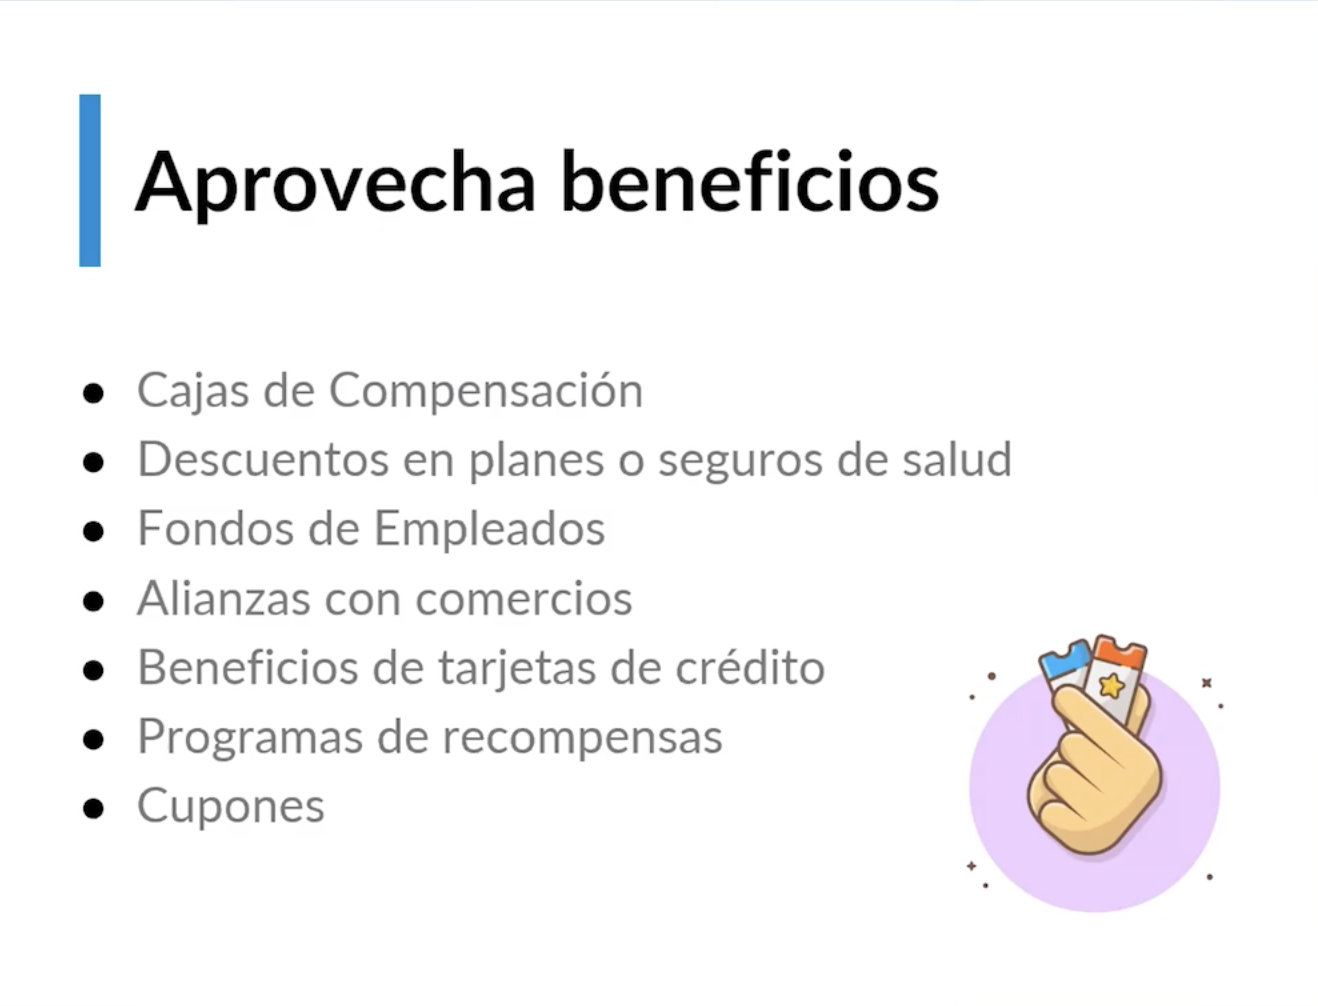 Aprovecha beneficios
Cajas de Compensación
Descuentos en planes o seguros de salud
Fondos de Empleados
Alianzas con comercios
Beneficios de tarjetas de crédito
Programas de recompensas
Cupones